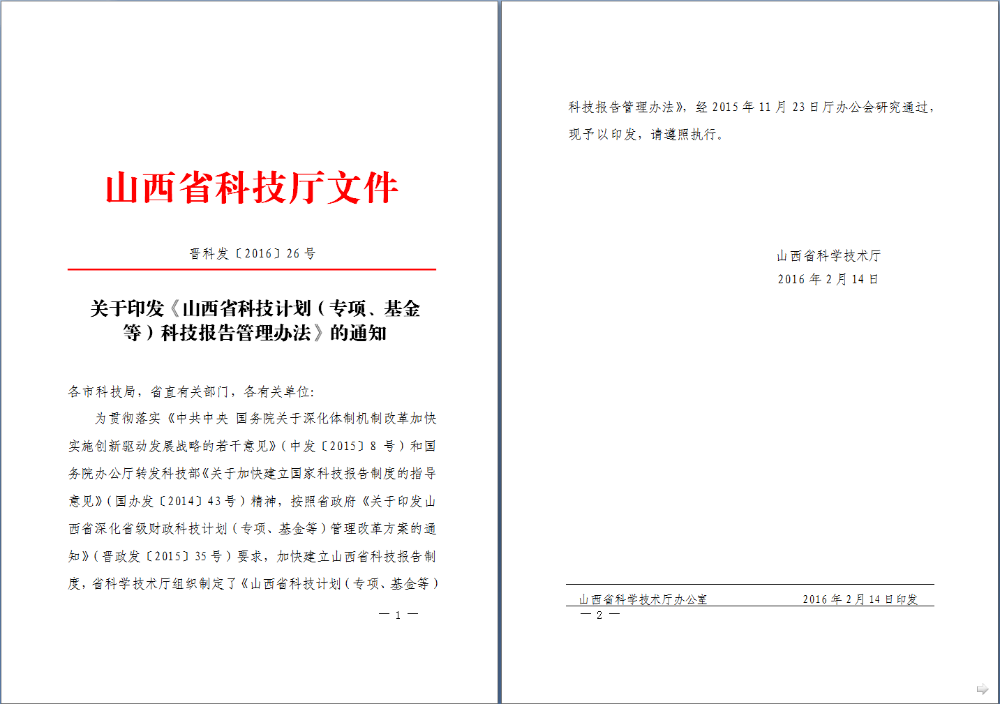 山西省科技厅文件
晋科发〔2016〕26 号
关于印发《山西省科技计划（专项、基金
等）科技报告管理办法》的通知
各市科技局，省直有关部门，各有关单位：
为贯彻落实《中共中央 国务院关于深化体制机制改革加快
实施创新驱动发展战略的若干意见》（中发〔2015〕8 号）和国
务院办公厅转发科技部《关于加快建立国家科技报告制度的指导
意见》（国办发〔2014〕43 号）精神，按照省政府《关于印发山
西省深化省级财政科技计划（专项、基金等）管理改革方案的通
知》（晋政发〔2015〕35 号）要求，加快建立山西省科技报告制
度，省科学技术厅组织制定了《山西省科技计划（专项、基金等）
— 1 —
科技报告管理办法》，经 2015 年 11 月 23 日厅办公会研究通过，
现予以印发，请遵照执行。
山西省科学技术厅
2016 年 2 月 14 日
山西省科学技术厅办公室 2016 年 2 月 14 日印发
— 2 —